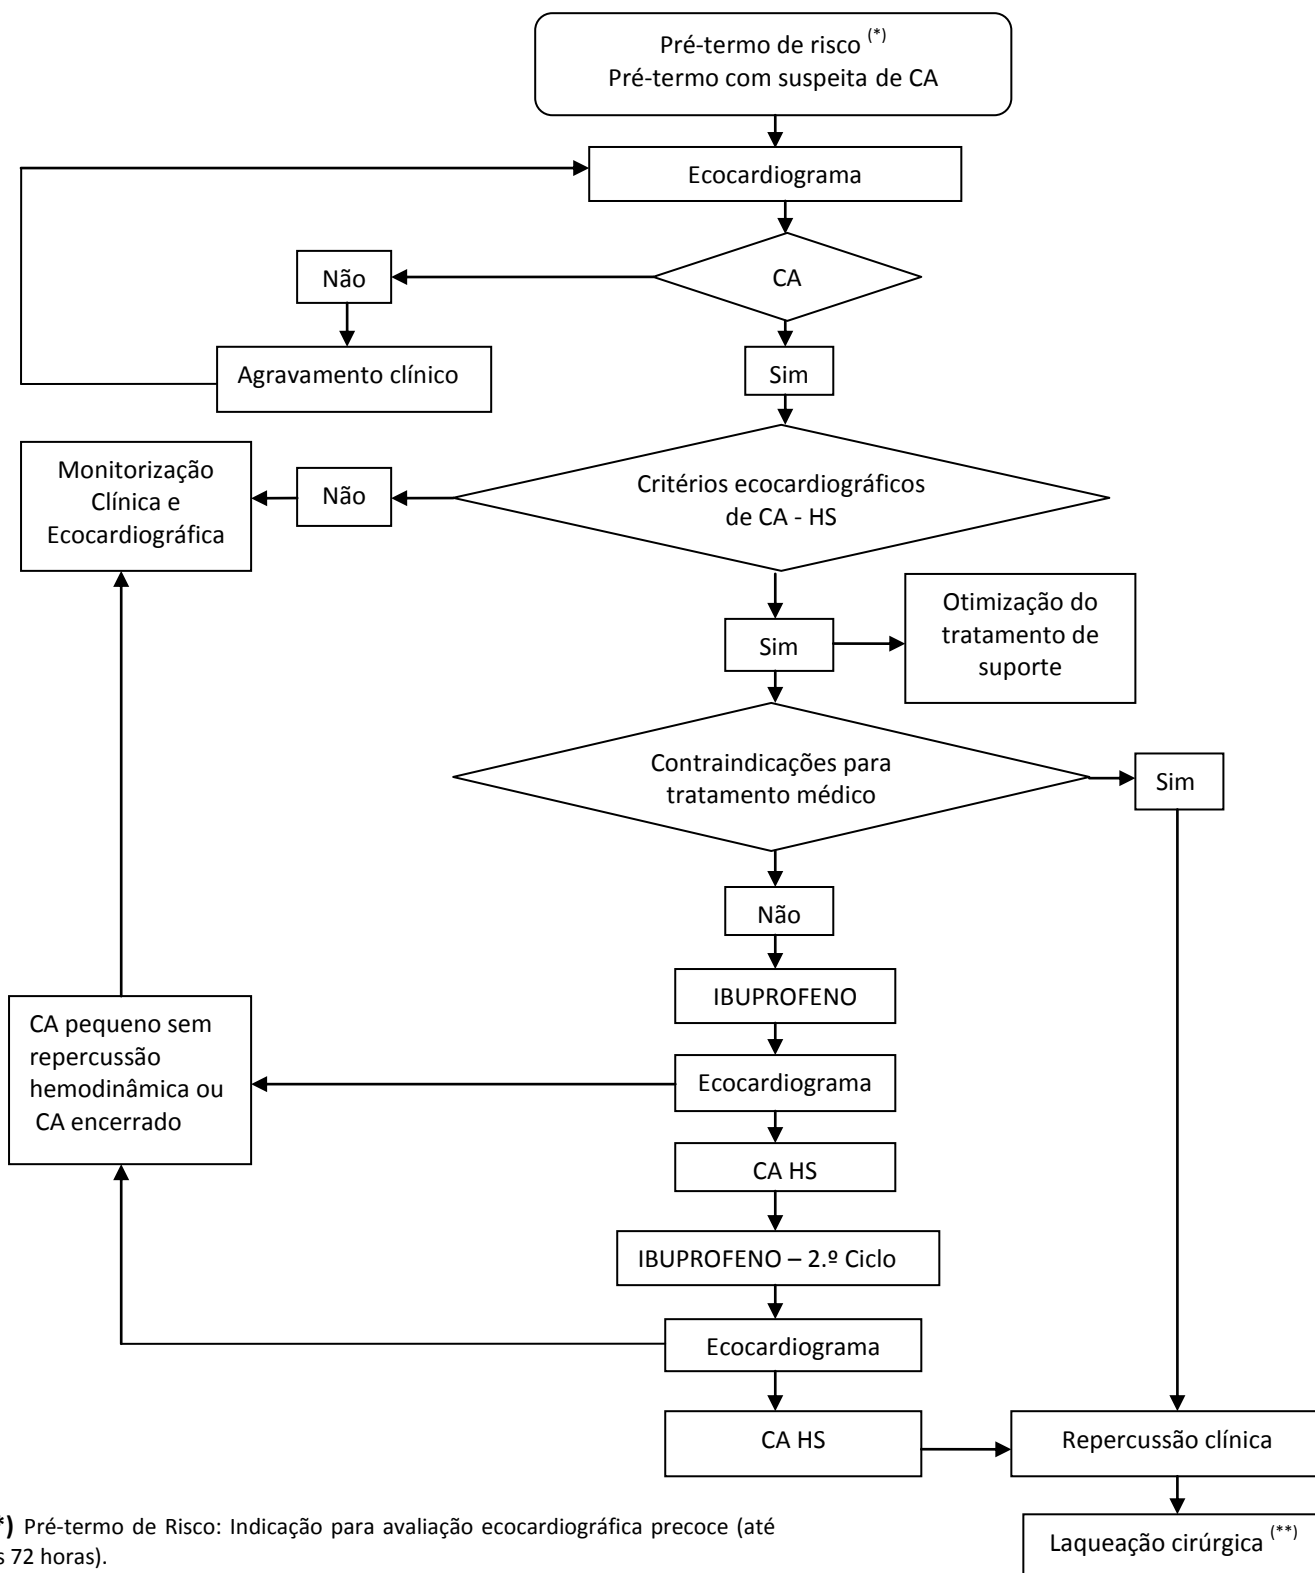 Pré-termo de risco (*)
Pré-termo com suspeita de CA
Ecocardiograma
CA
Não
Agravamento clínico
Sim
Critérios ecocardiográficos
de CA - HS
Não
Monitorização
Clínica e
Ecocardiográfica
Sim
Otimização do
tratamento de
suporte
Contraindicações para
tratamento médico
Sim
Não
IBUPROFENO
Ecocardiograma
CA pequeno sem
repercussão
hemodinâmica ou
CA encerrado
CA HS
IBUPROFENO – 2.º Ciclo
Ecocardiograma
CA HS
Repercussão clínica
Laqueação cirúrgica (**)
*) Pré-termo de Risco: Indicação para avaliação ecocardiográfica precoce (até
s 72 horas).